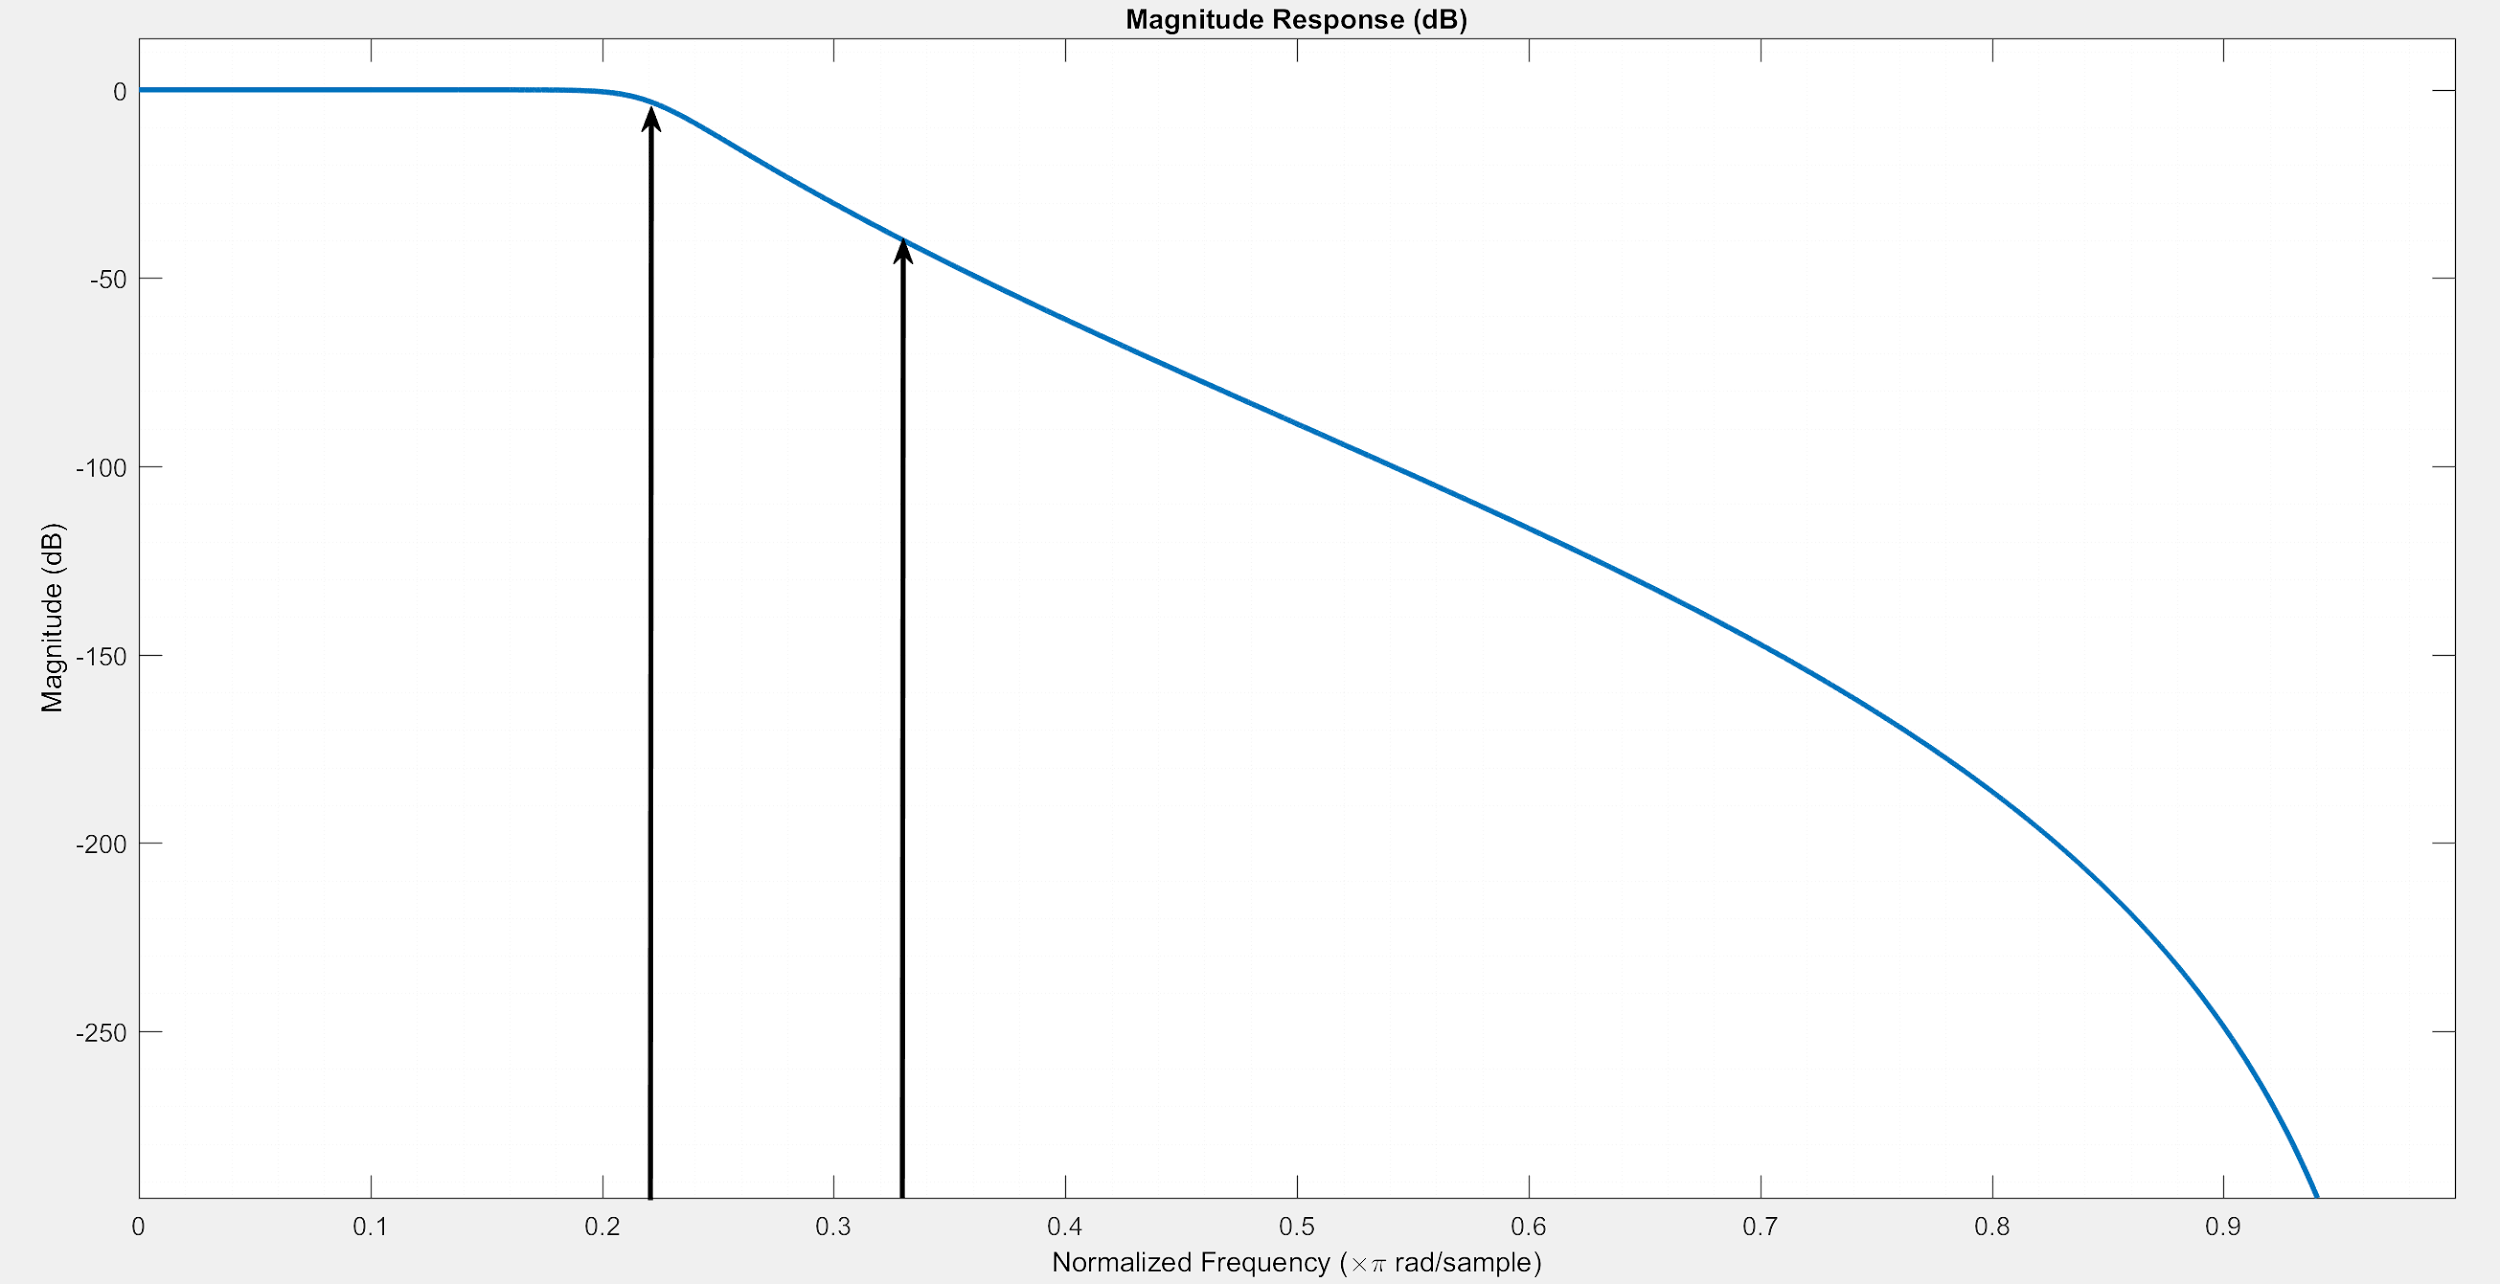 Magnitude Response (dB)
0
-50
-100
-150
-200
-250
Magnitude (dB)
0 0.1 0.2 0.3 0.4 0.5 0.6 0.7 0.8 0.9
Normalized Frequency (×π rad/sample)